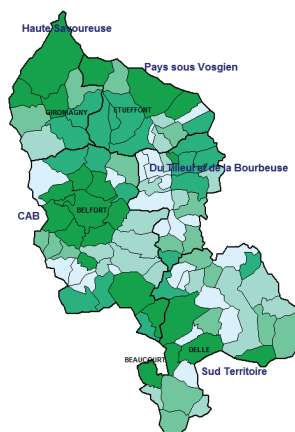 Haute Savoureuse
Pays sous Vosgien
GIROMAGNY
ETUEFFONT
Du Tilleul et de la Bourbeuse
CAB
BELFORT
BEAUCOURT
DELLE
Sud Territoire